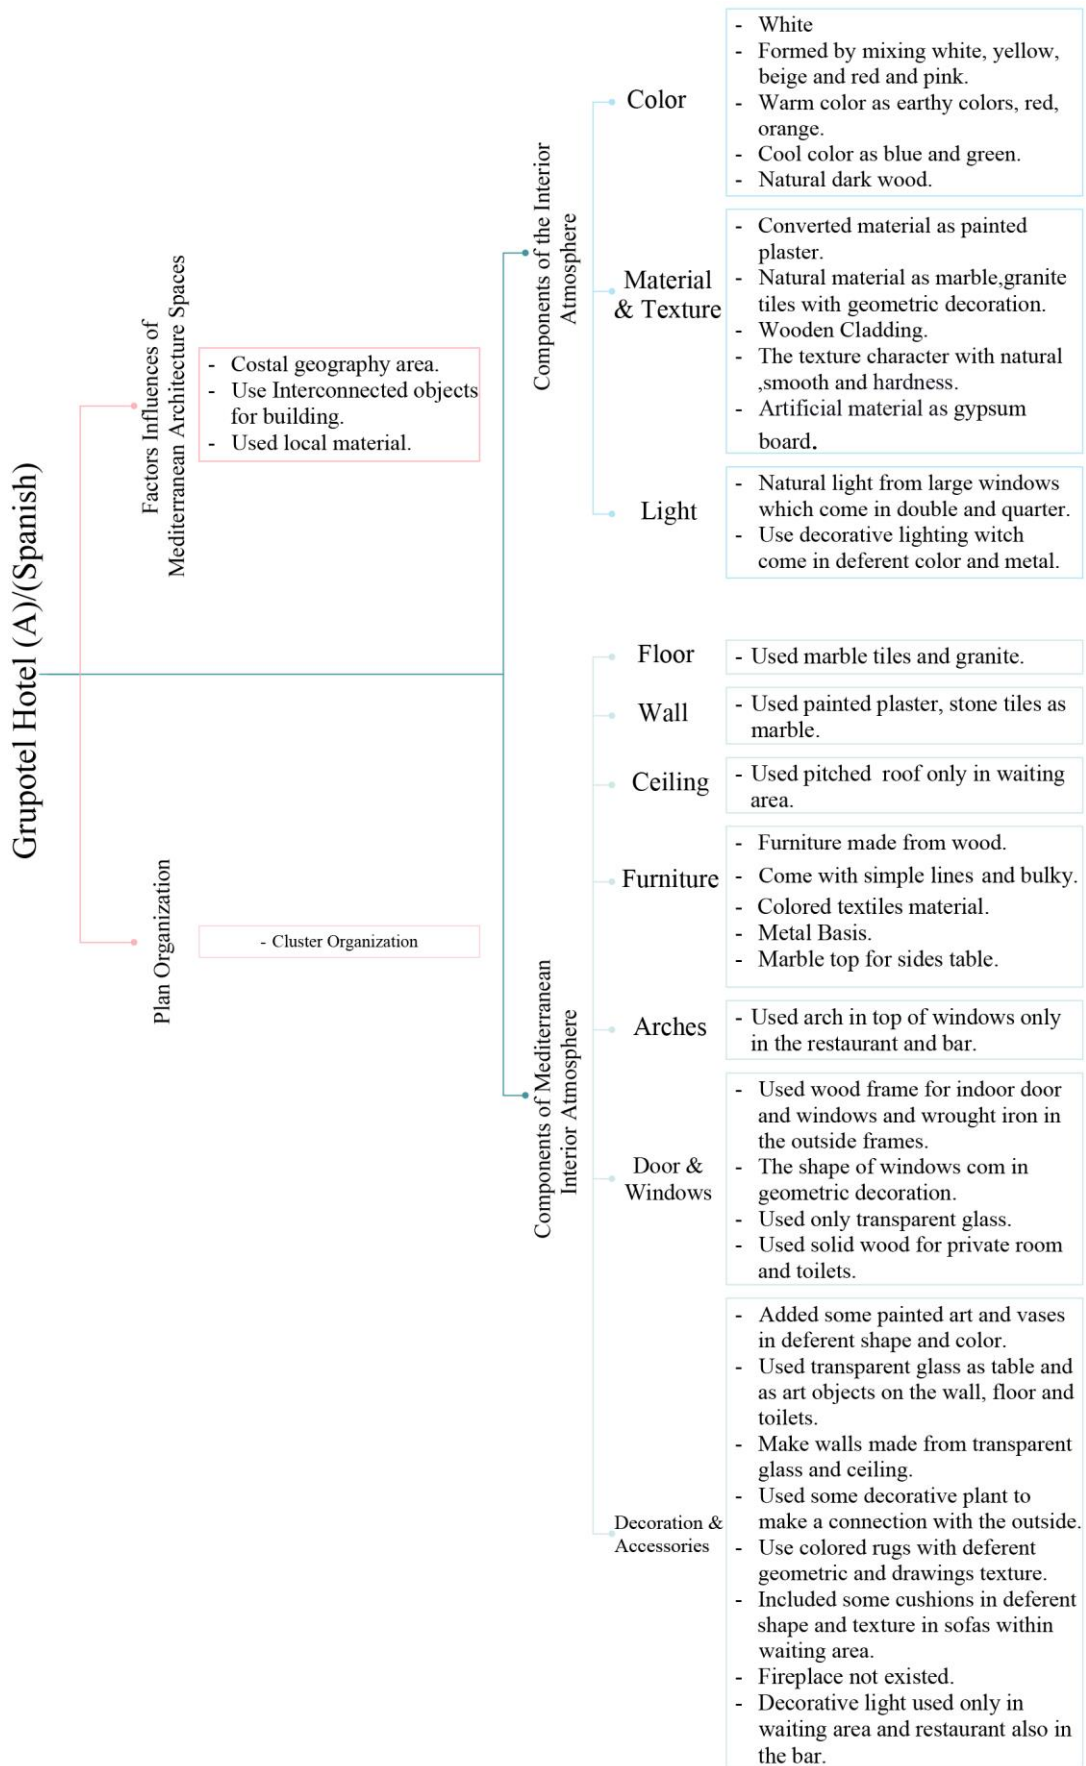 Grupotel Hotel (A)/(Spanish)
Factors Influences of
Mediterranean Architecture Spaces
- Costal geography area.
- Use Interconnected objects
for building.
- Used local material.
Plan Organization
- Cluster Organization
Components of the Interior
Atmosphere
Color
- White
- Formed by mixing white, yellow,
beige and red and pink.
- Warm color as earthy colors, red,
orange.
- Cool color as blue and green.
- Natural dark wood.
Material
& Texture
- Converted material as painted
plaster.
- Natural material as marble,granite
tiles with geometric decoration.
- Wooden Cladding.
- The texture character with natural
,smooth and hardness.
- Artificial material as gypsum
board.
Light
- Natural light from large windows
which come in double and quarter.
- Use decorative lighting witch
come in deferent color and metal.
Components of Mediterranean
Interior Atmosphere
Floor
- Used marble tiles and granite.
Wall
- Used painted plaster, stone tiles as
marble.
Ceiling
- Used pitched roof only in waiting
area.
Furniture
- Furniture made from wood.
- Come with simple lines and bulky.
- Colored textiles material.
- Metal Basis.
- Marble top for sides table.
Arches
- Used arch in top of windows only
in the restaurant and bar.
Door &
Windows
- Used wood frame for indoor door
and windows and wrought iron in
the outside frames.
- The shape of windows com in
geometric decoration.
- Used only transparent glass.
- Used solid wood for private room
and toilets.
Decoration &
Accessories
- Added some painted art and vases
in deferent shape and color.
- Used transparent glass as table and
as art objects on the wall, floor and
toilets.
- Make walls made from transparent
glass and ceiling.
- Used some decorative plant to
make a connection with the outside.
- Use colored rugs with deferent
geometric and drawings texture.
- Included some cushions in deferent
shape and texture in sofas within
waiting area.
- Fireplace not existed.
- Decorative light used only in
waiting area and restaurant also in
the bar.